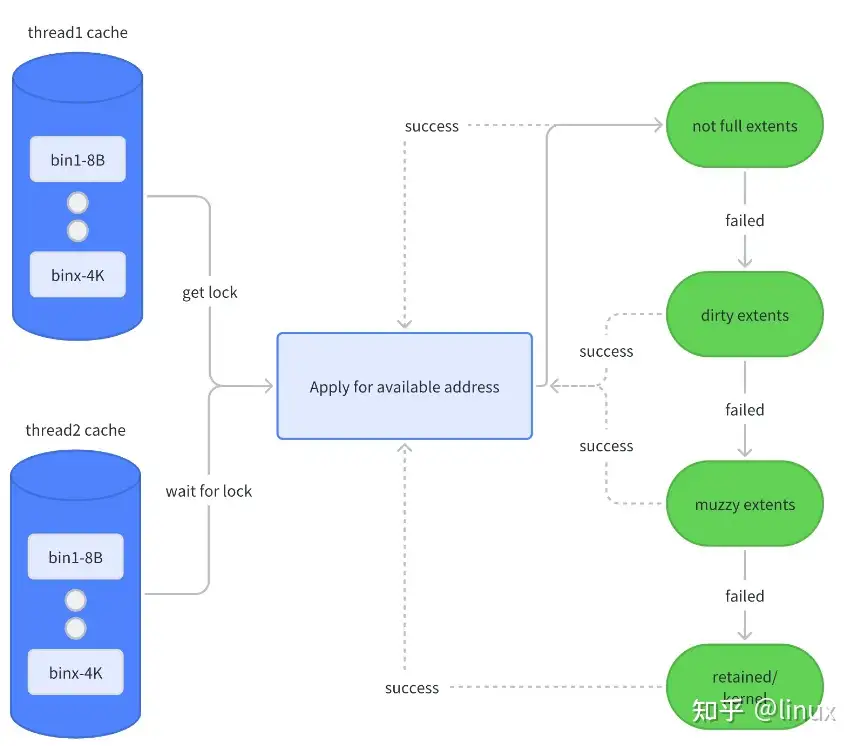 thread1 cache
bin1-8B
binx-4K
get lock
thread2 cache
wait for lock
bin1-8B
binx-4K
Apply for available address
success
success
success
success
not full extents
failed
dirty extents
failed
muzzy extents
failed
retained/
kernel
知乎 @linux